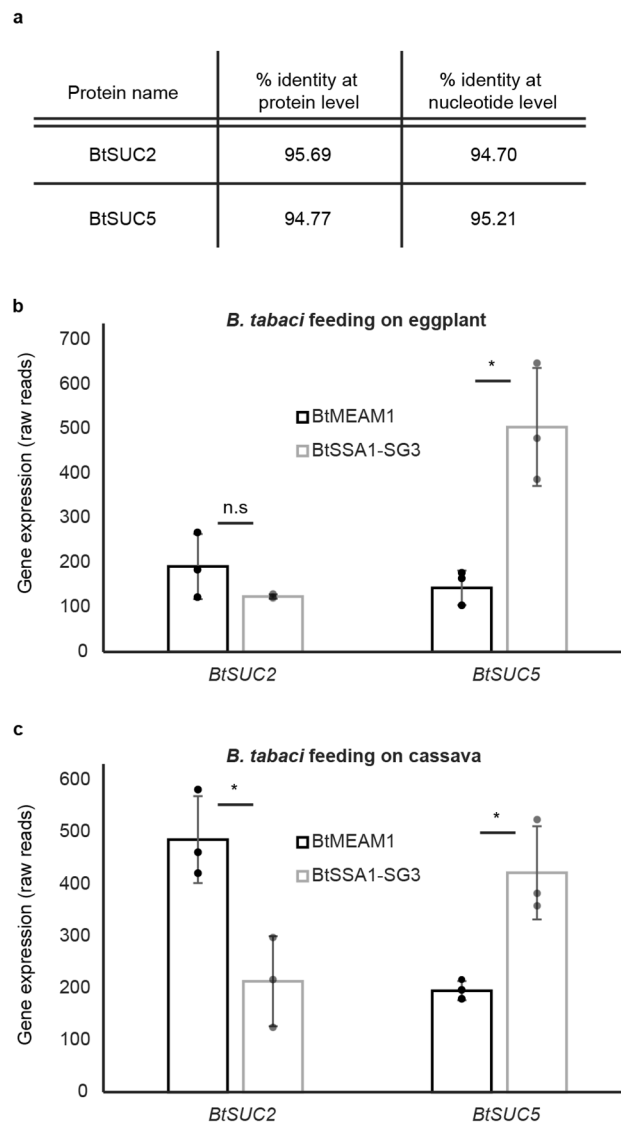 a
Protein name
% identity at
protein level
% identity at
nucleotide level
BtSUC2
95.69
94.70
BtSUC5
94.77
95.21
b
B. tabaci feeding on eggplant
Gene expression (raw reads)
700
600
500
400
300
200
100
0
*
BtMEAM1
BtSSA1-SG3
n.s
BtSUC2
BtSUC5
c
B. tabaci feeding on cassava
Gene expression (raw reads)
600
500
400
300
200
100
0
*
*
BtMEAM1
BtSSA1-SG3
BtSUC2
BtSUC5